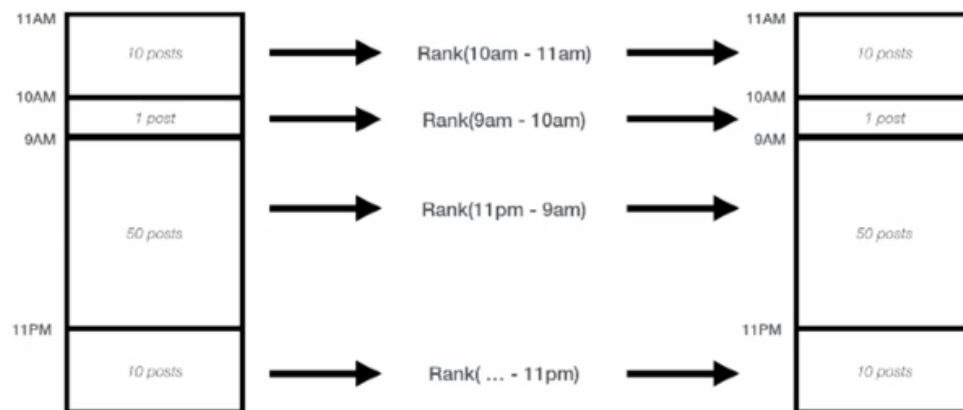 11AM
11AM
10 posts
Rank(10am - 11am)
10 posts
10AM
10AM
1 post
Rank(9am - 10am)
1 post
9AM
9AM
50 posts
Rank(11pm - 9am)
50 posts
11PM
11PM
10 posts
Rank( ... - 11pm)
10 posts